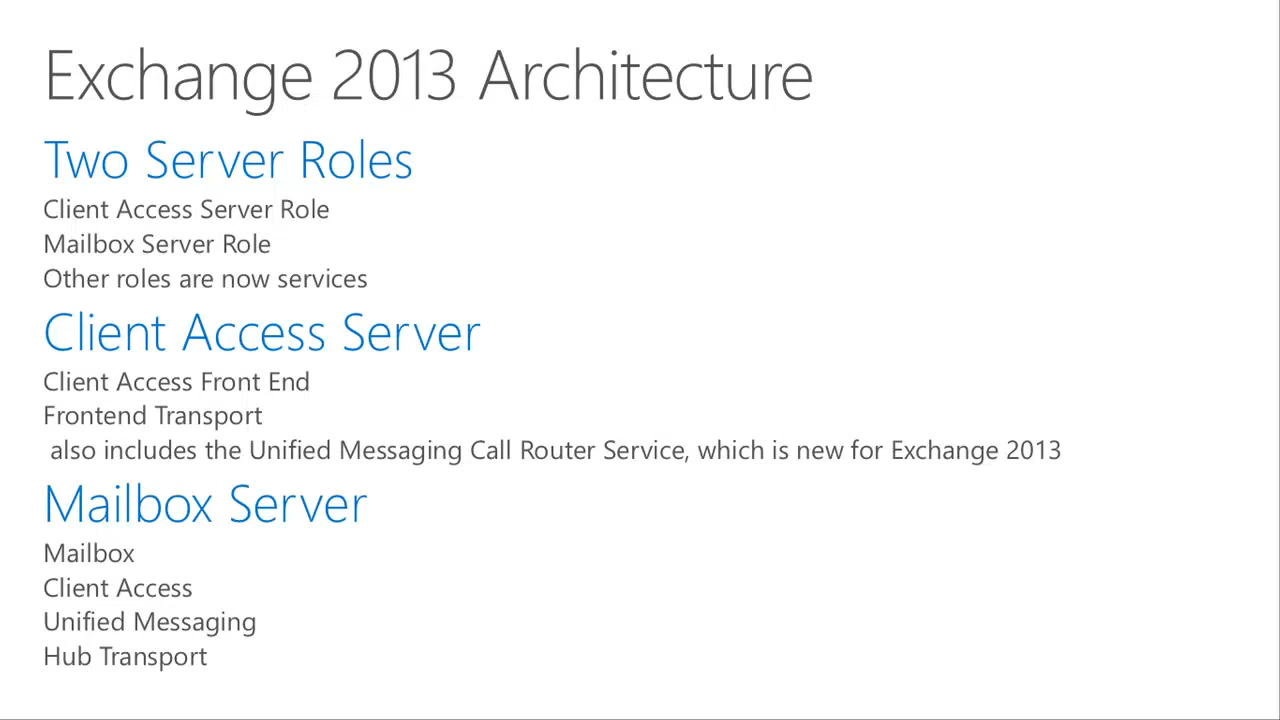 Exchange 2013 Architecture
Two Server Roles
Client Access Server Role
Mailbox Server Role
Other roles are now services
Client Access Server
Client Access Front End
Frontend Transport
also includes the Unified Messaging Call Router Service, which is new for Exchange 2013
Mailbox Server
Mailbox
Client Access
Unified Messaging
Hub Transport